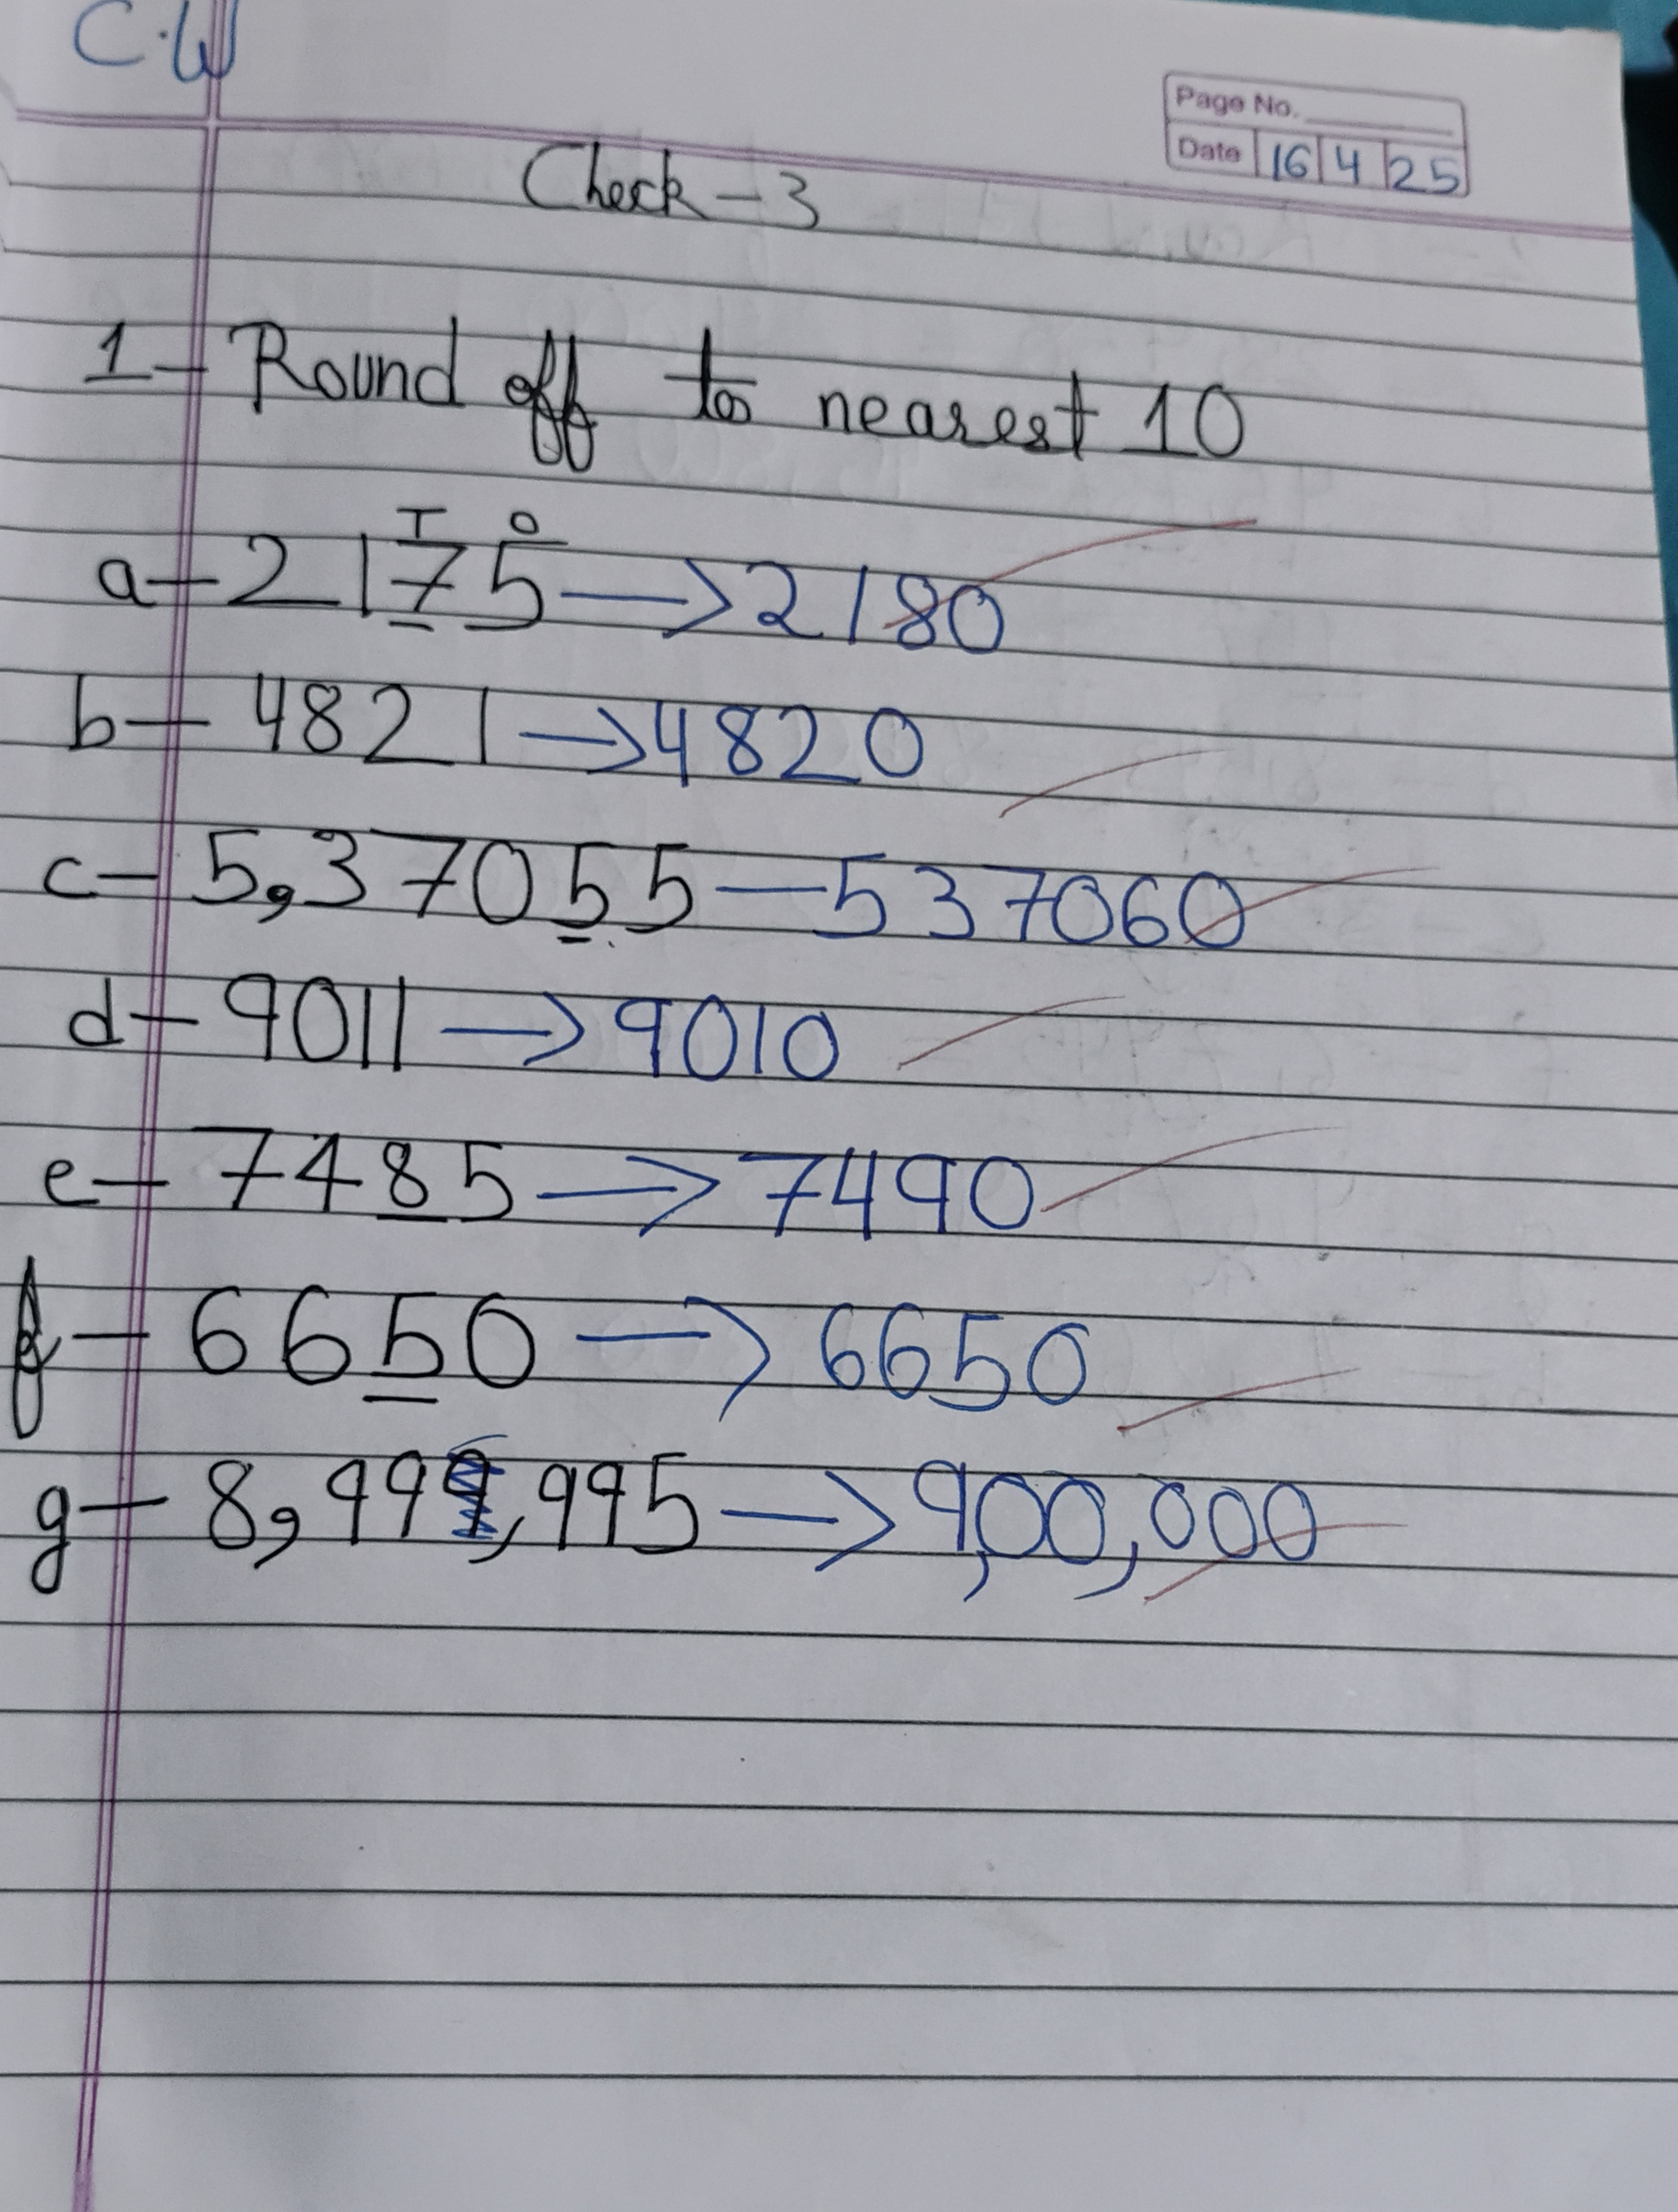 C.W
Page No.
Date 16 4 25
Check-3
1- Round off to nearest 10
T O
a- 2175 → 2180
b- 4821 → 4820
c- 5,37055 — 537060
d- 9011 → 9010
e- 7485 → 7490
f- 6650 → 6650
g- 8,99,995 → 9,00,000